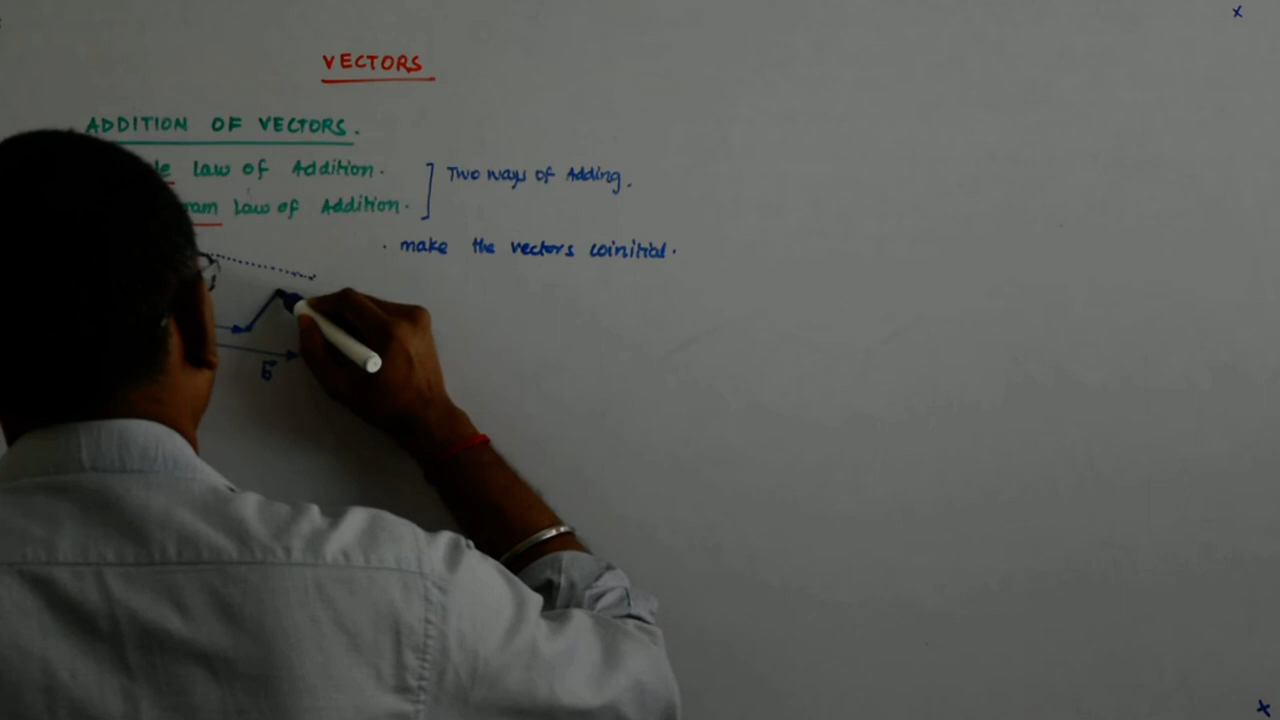 VECTORS
ADDITION OF VECTORS.
law of Addition.
law of Addition.
] Two ways of Adding.
. make the vectors coinitial.
b